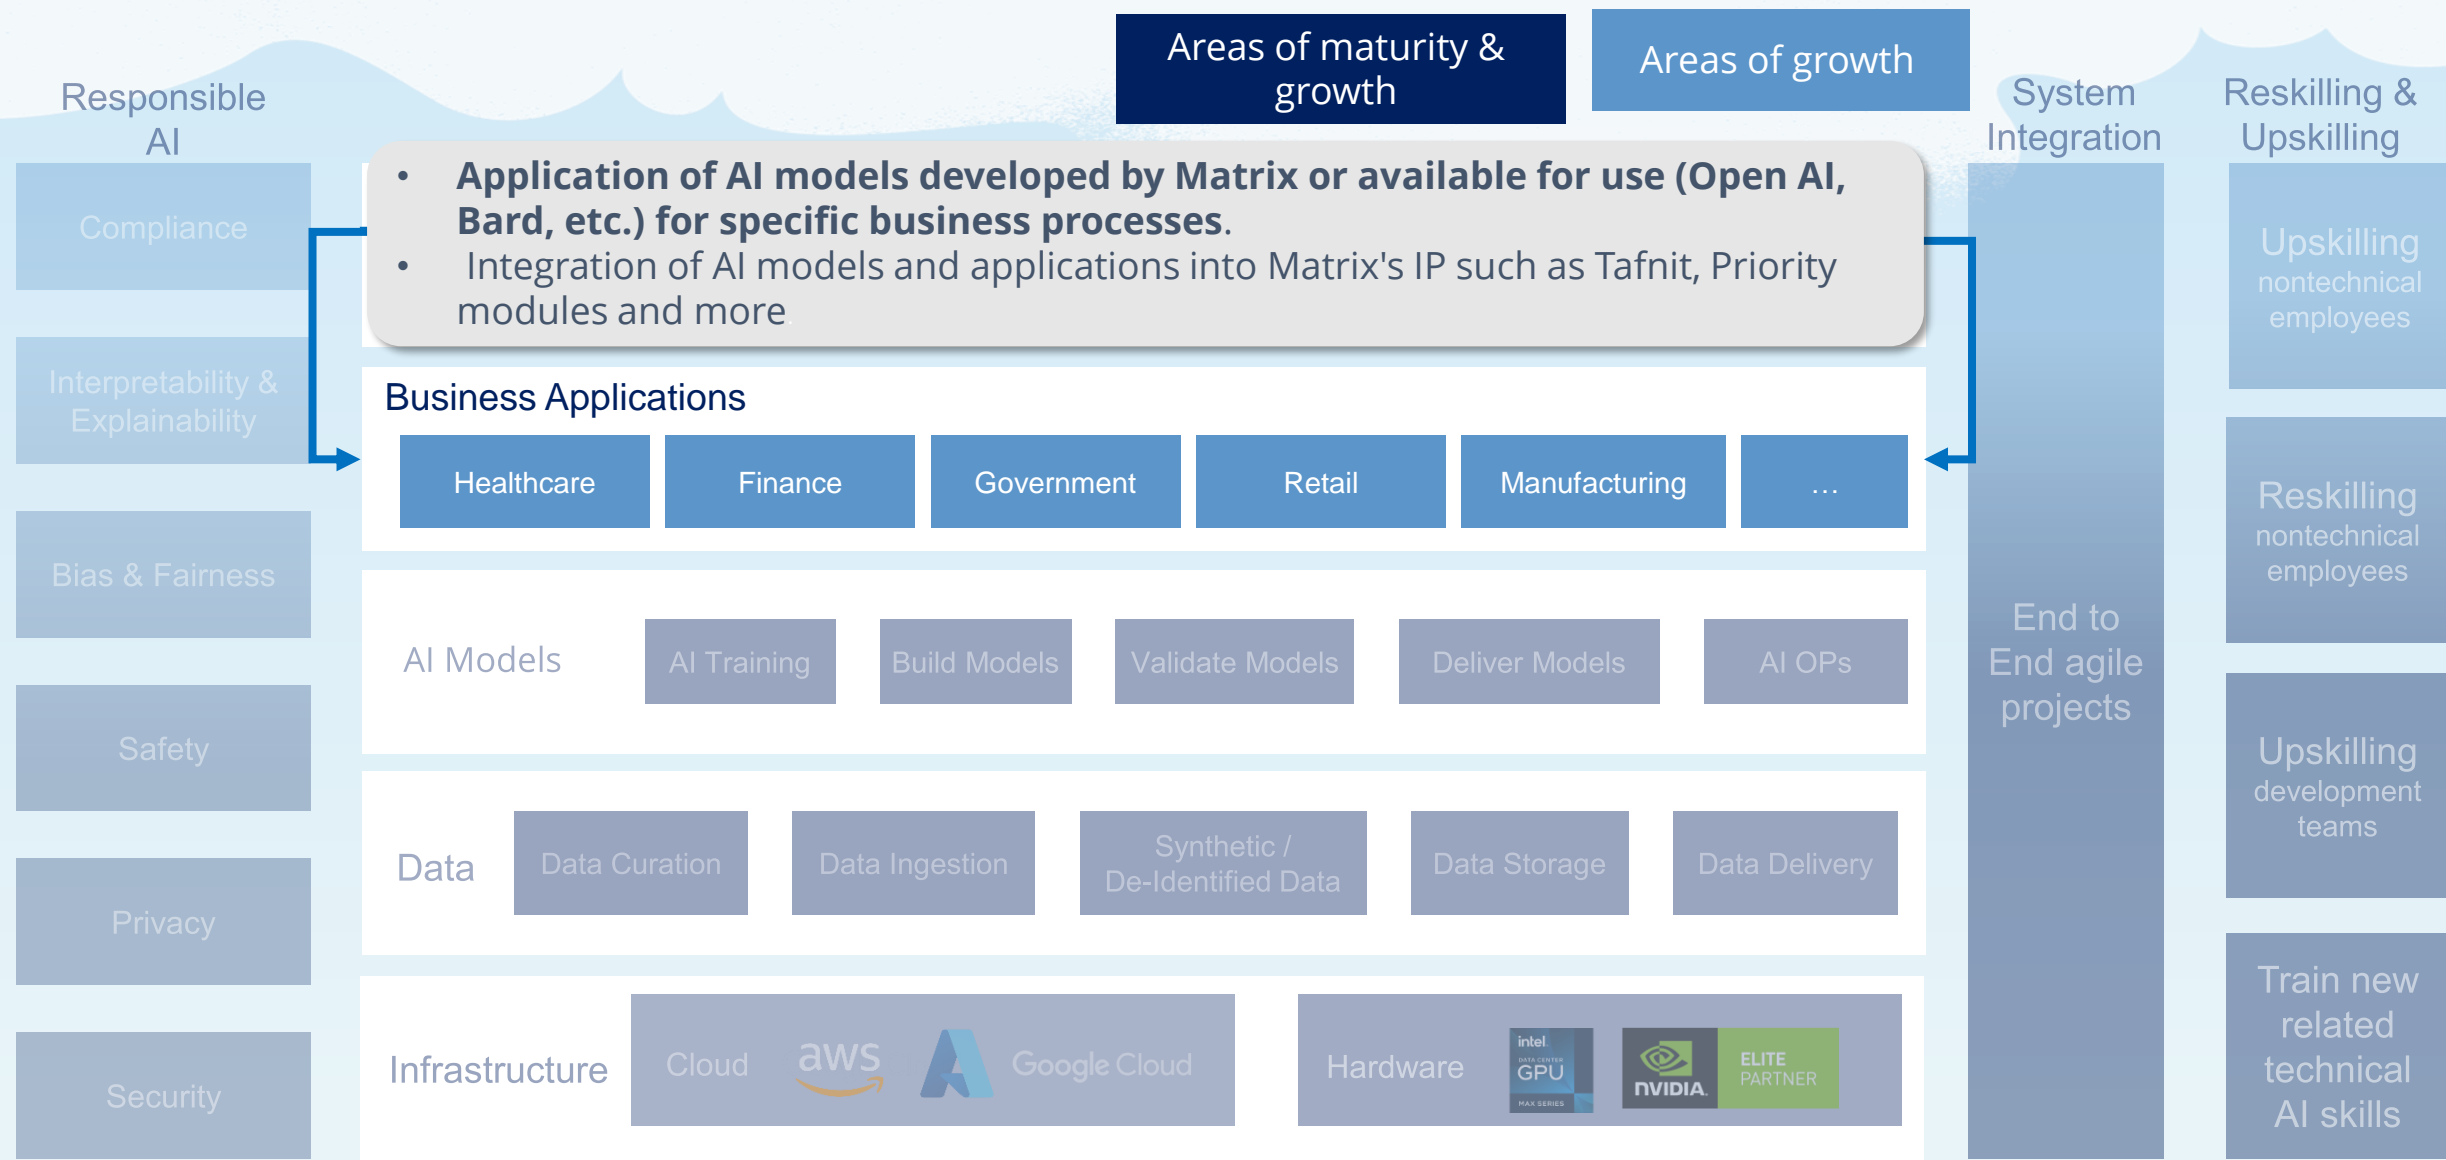 Areas of maturity &
growth
Areas of growth
Responsible
AI
Compliance
Interpretability &
Explainability
Bias & Fairness
Safety
Privacy
Security
• Application of AI models developed by Matrix or available for use (Open AI,
Bard, etc.) for specific business processes.
• Integration of AI models and applications into Matrix's IP such as Tafnit, Priority
modules and more.
Business Applications
Healthcare
Finance
Government
Retail
Manufacturing
...
AI Models
AI Training
Build Models
Validate Models
Deliver Models
AI OPs
Data
Data Curation
Data Ingestion
Synthetic /
De-Identified Data
Data Storage
Data Delivery
Infrastructure
Cloud
aws
Google Cloud
Hardware
intel
DATA CENTER
GPU
MAX SERIES
NVIDIA.
ELITE
PARTNER
System
Integration
End to
End agile
projects
Reskilling &
Upskilling
Upskilling
nontechnical
employees
Reskilling
nontechnical
employees
Upskilling
development
teams
Train new
related
technical
AI skills